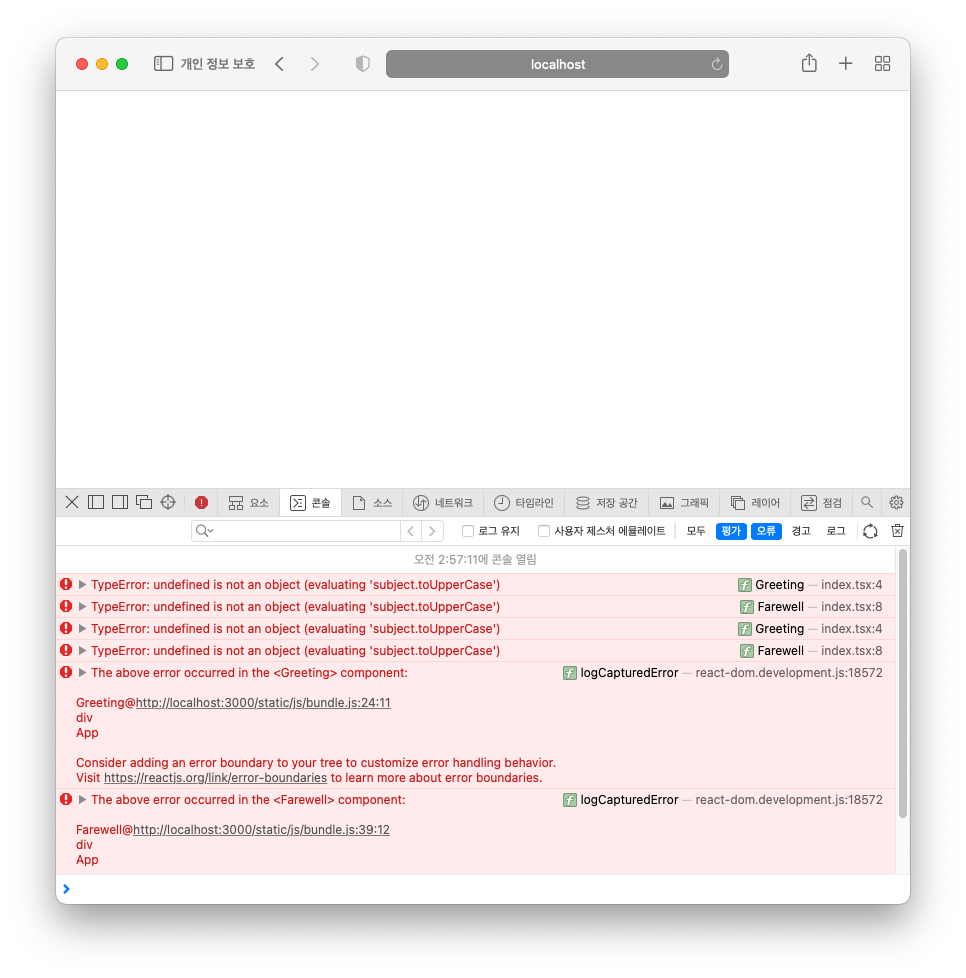 개인 정보 보호
localhost
요소
콘솔
소스
네트워크
타임라인
저장 공간
그래픽
레이어
점검
로그 유지
사용자 제스처 에뮬레이트
모두
평가
오류
경고
로그
오전 2:57:11에 콘솔 열림
TypeError: undefined is not an object (evaluating 'subject.toUpperCase') f Greeting — index.tsx:4
TypeError: undefined is not an object (evaluating 'subject.toUpperCase') f Farewell — index.tsx:8
TypeError: undefined is not an object (evaluating 'subject.toUpperCase') f Greeting — index.tsx:4
TypeError: undefined is not an object (evaluating 'subject.toUpperCase') f Farewell — index.tsx:8
The above error occurred in the <Greeting> component: f logCapturedError — react-dom.development.js:18572
Greeting@http://localhost:3000/static/js/bundle.js:24:11
div
App
Consider adding an error boundary to your tree to customize error handling behavior.
Visit https://reactjs.org/link/error-boundaries to learn more about error boundaries.
The above error occurred in the <Farewell> component: f logCapturedError — react-dom.development.js:18572
Farewell@http://localhost:3000/static/js/bundle.js:39:12
div
App